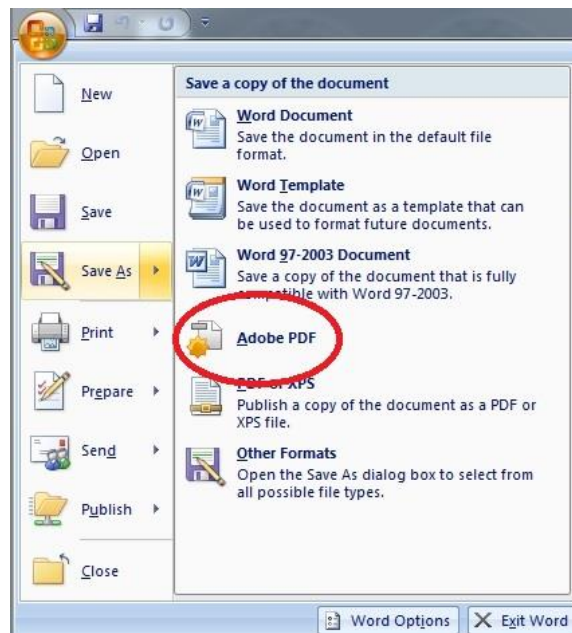 New
Open
Save
Save As
Print
Prepare
Send
Publish
Close
Save a copy of the document
Word Document
Save the document in the default file
format.
Word Template
Save the document as a template that can
be used to format future documents.
Word 97-2003 Document
Save a copy of the document that is fully
compatible with Word 97-2003.
Adobe PDF
PDF or XPS
Publish a copy of the document as a PDF or
XPS file.
Other Formats
Open the Save As dialog box to select from
all possible file types.
Word Options
Exit Word